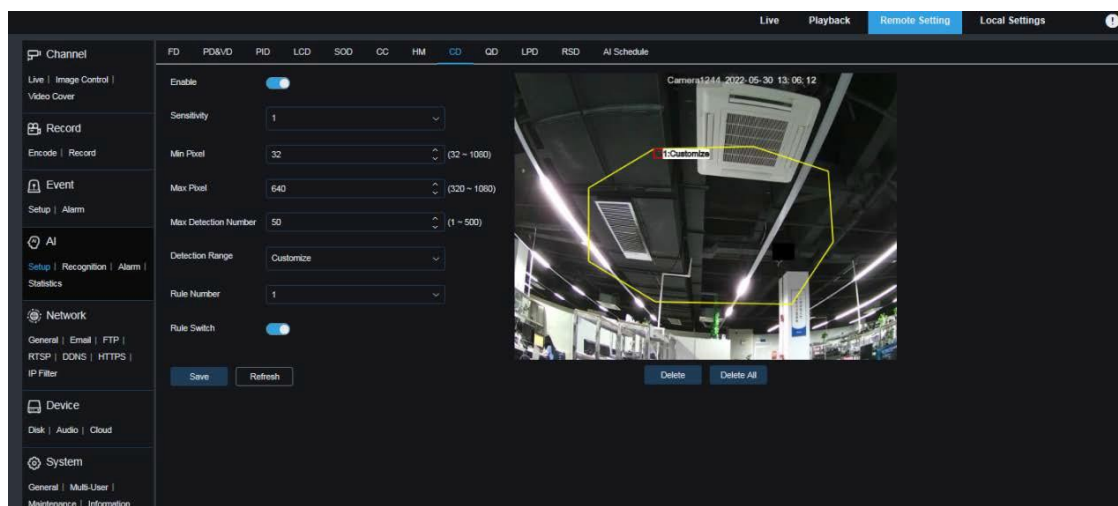 Live Playback Remote Setting Local Settings
Channel
Live | Image Control |
Video Cover
Record
Encode | Record
Event
Setup | Alarm
AI
Setup | Recognition | Alarm |
Statistics
Network
General | Email | FTP |
RTSP | DDNS | HTTPS |
IP Filter
Device
Disk | Audio | Cloud
System
General | Multi-User |
Maintenance | Information
FD PD&VD PID LCD SOD CC HM CD QD LPD RSD AI Schedule
Enable
Sensitivity 1
Min Pixel 32 (32 ~ 1080)
Max Pixel 640 (320 ~ 1080)
Max Detection Number 50 (1 ~ 500)
Detection Range Customize
Rule Number 1
Rule Switch
Save Refresh
Camera1244 2022-05-30 13:06:12
1:Customize
Delete Delete All